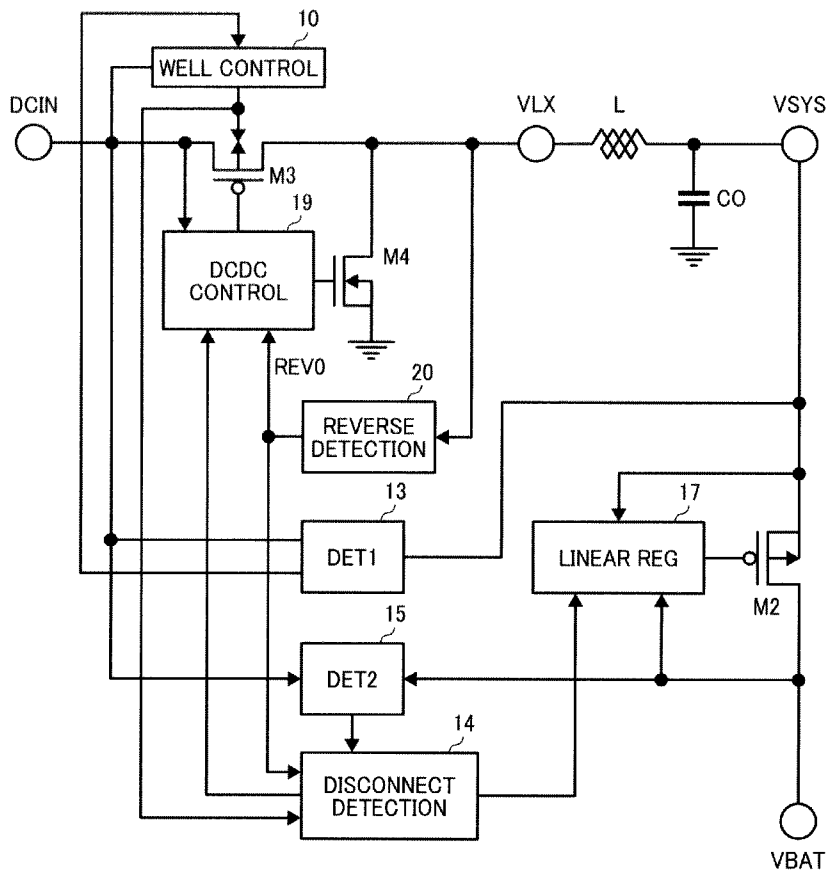 10
WELL CONTROL
DCIN
VLX
L
VSYS
M3
CO
19
DCDC
CONTROL
M4
REV0
20
REVERSE
DETECTION
13
DET1
17
LINEAR REG
M2
15
DET2
14
DISCONNECT
DETECTION
VBAT